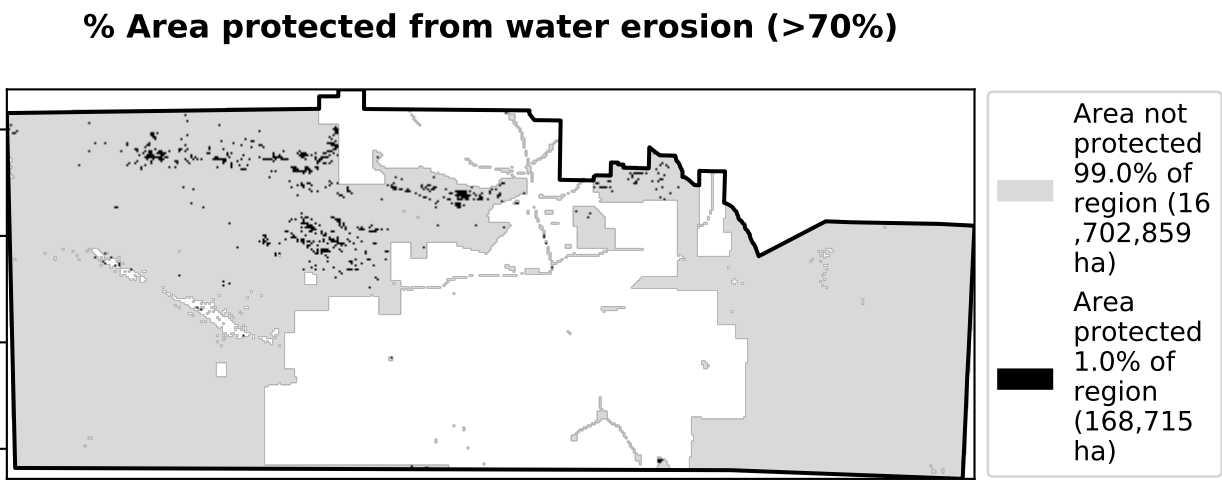 % Area protected from water erosion (>70%)
Area not
protected
99.0% of
region (16
,702,859
ha)
Area
protected
1.0% of
region
(168,715
ha)